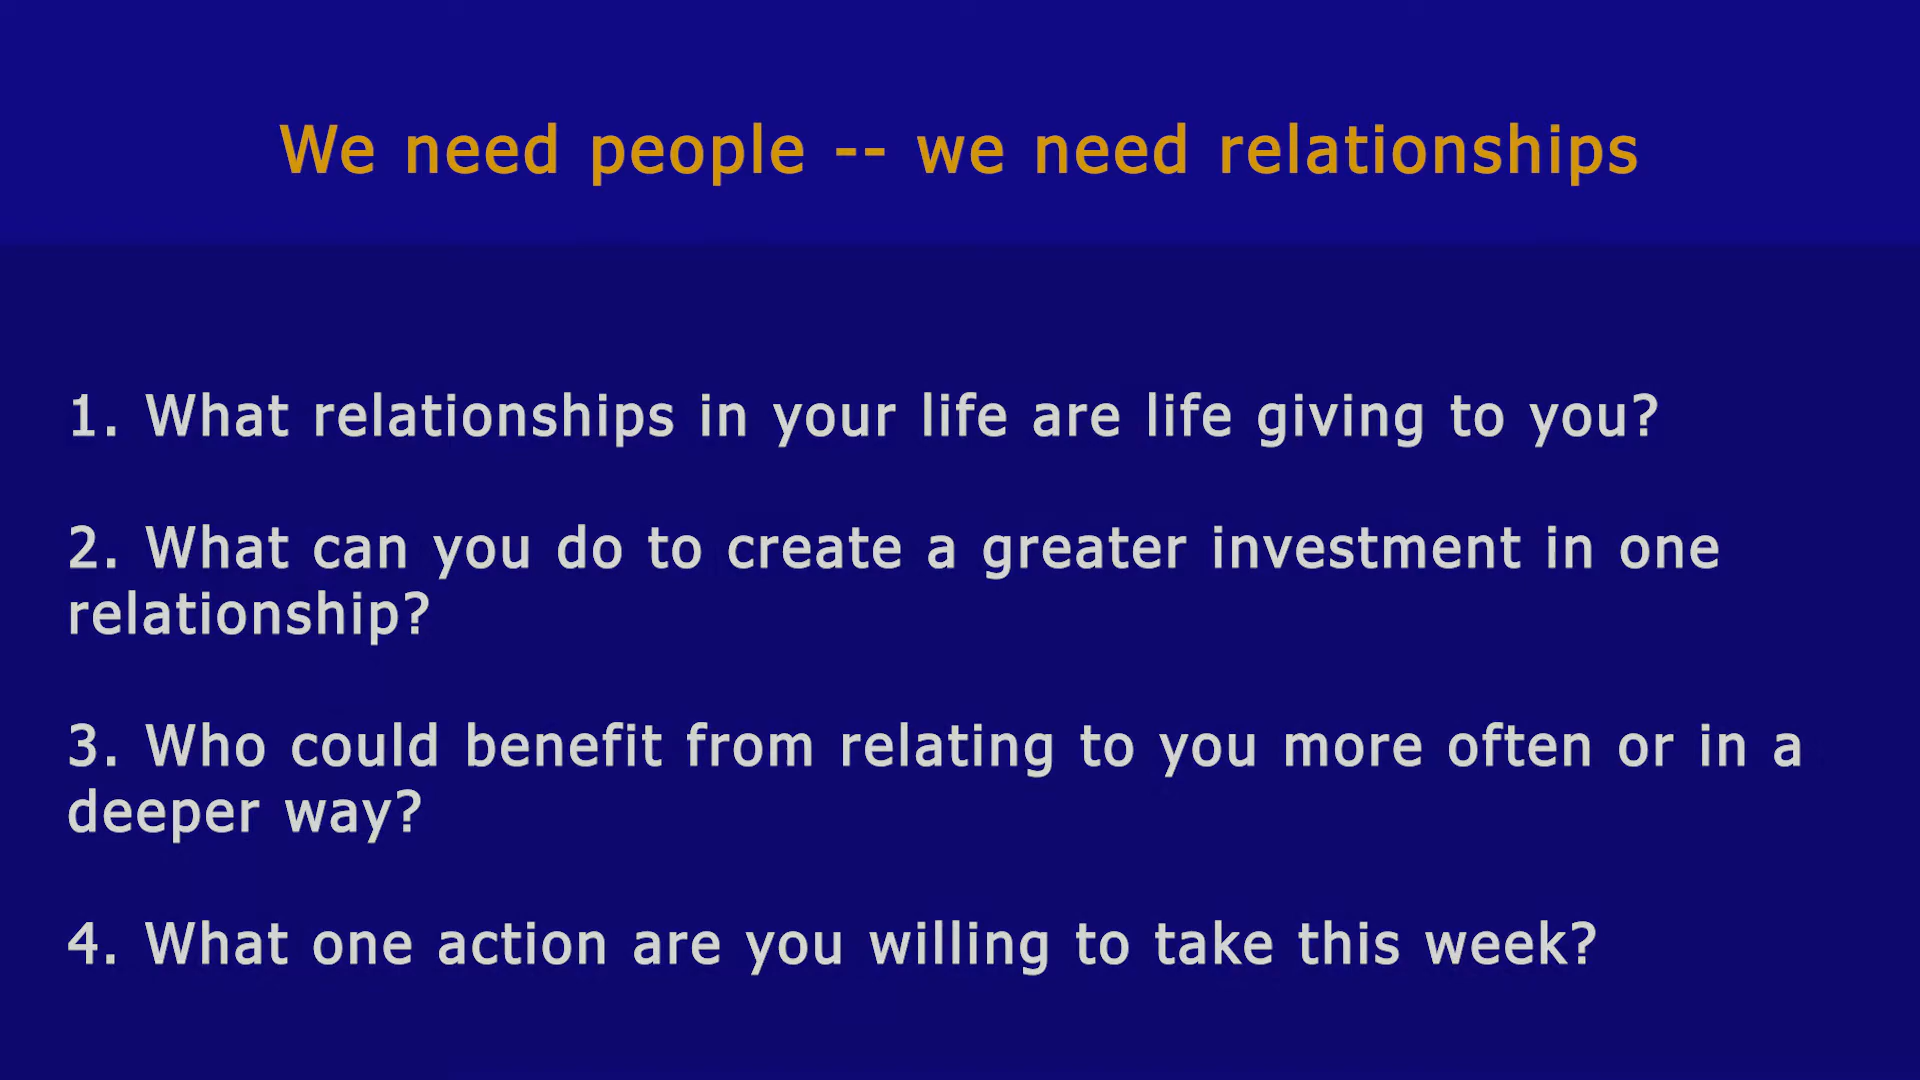 We need people -- we need relationships
1. What relationships in your life are life giving to you?
2. What can you do to create a greater investment in one
relationship?
3. Who could benefit from relating to you more often or in a
deeper way?
4. What one action are you willing to take this week?